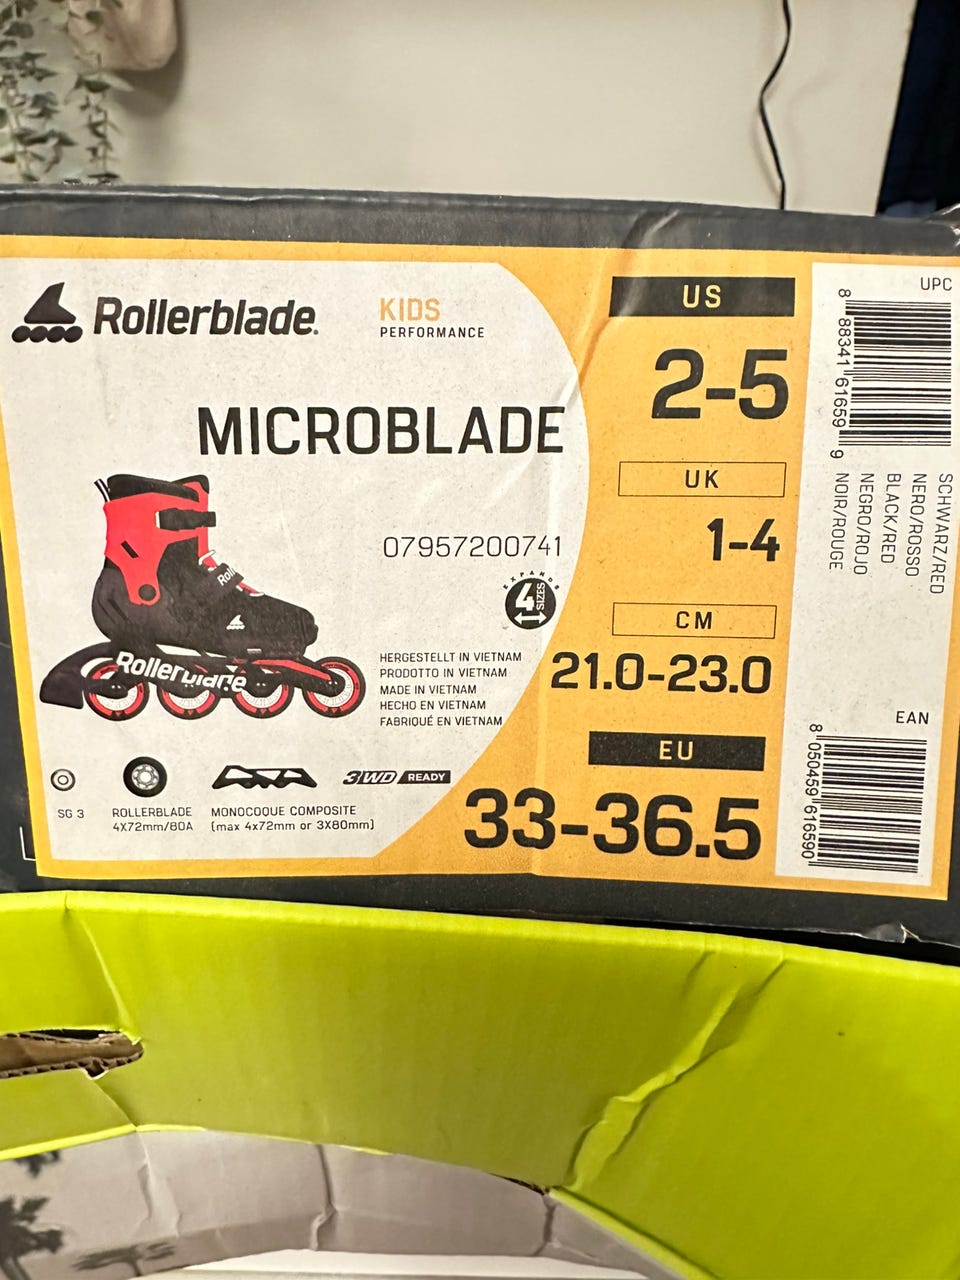 Rollerblade.
KIDS
PERFORMANCE
MICROBLADE
07957200741
EXPANDS
4 SIZES
Rollerblade
HERGESTELLT IN VIETNAM
PRODOTTO IN VIETNAM
MADE IN VIETNAM
HECHO EN VIETNAM
FABRIQUÉ EN VIETNAM
SG 3
ROLLERBLADE
4X72mm/80A
MONOCOQUE COMPOSITE
(max 4x72mm or 3X80mm)
3WD READY
US
2-5
UK
1-4
CM
21.0-23.0
EU
33-36.5
UPC
8 88341 61659 9
SCHWARZ/RED
NERO/ROSSO
BLACK/RED
NEGRO/ROJO
NOIR/ROUGE
EAN
8 050459 616590